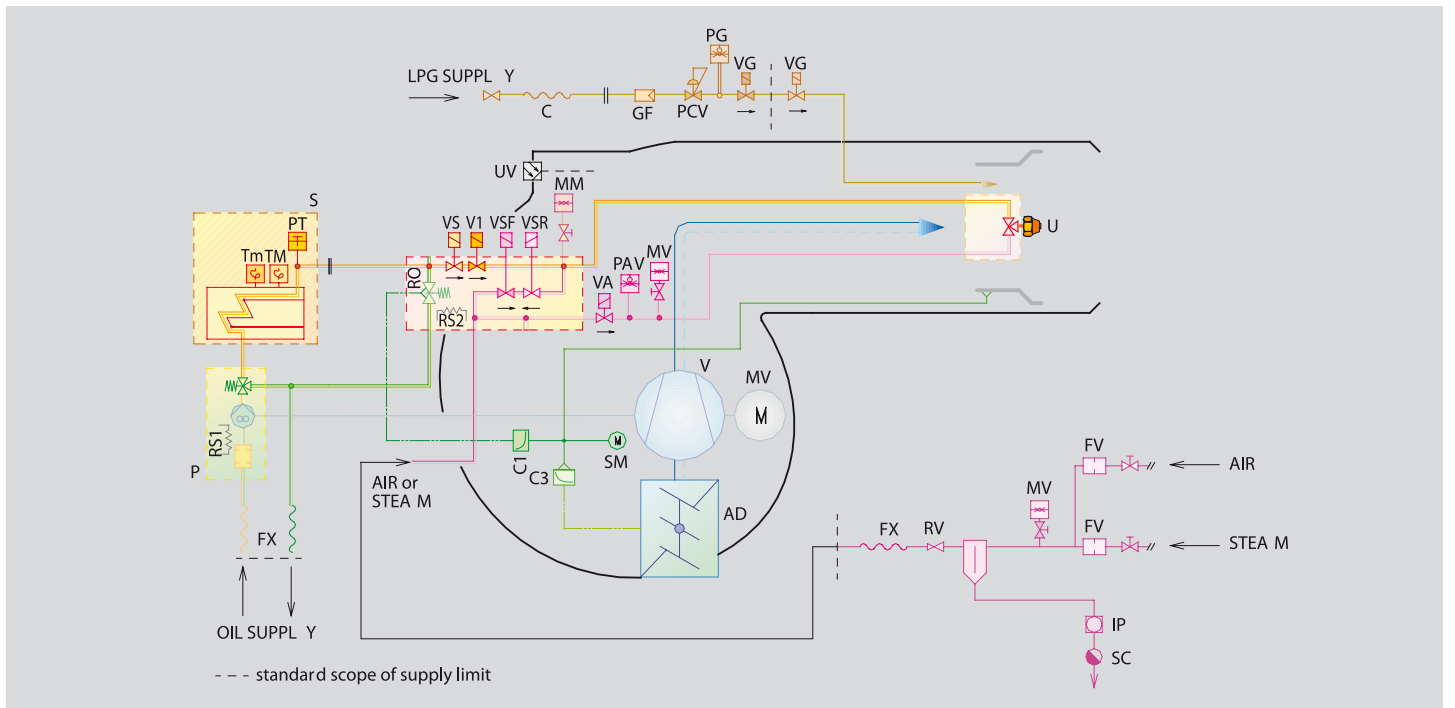 PG
VG
VG
LPG SUPPL Y
C
GF
PCV
UV
MM
S
PT
VS
V1
VSF
VSR
U
Tm
TM
PAV
MV
VA
RO
RS2
V
MV
M
RS1
P
C1
M
SM
C3
AIR or
STEA M
AD
FV
AIR
MV
FX
FX
RV
FV
STEA M
IP
SC
OIL SUPPL Y
--- standard scope of supply limit